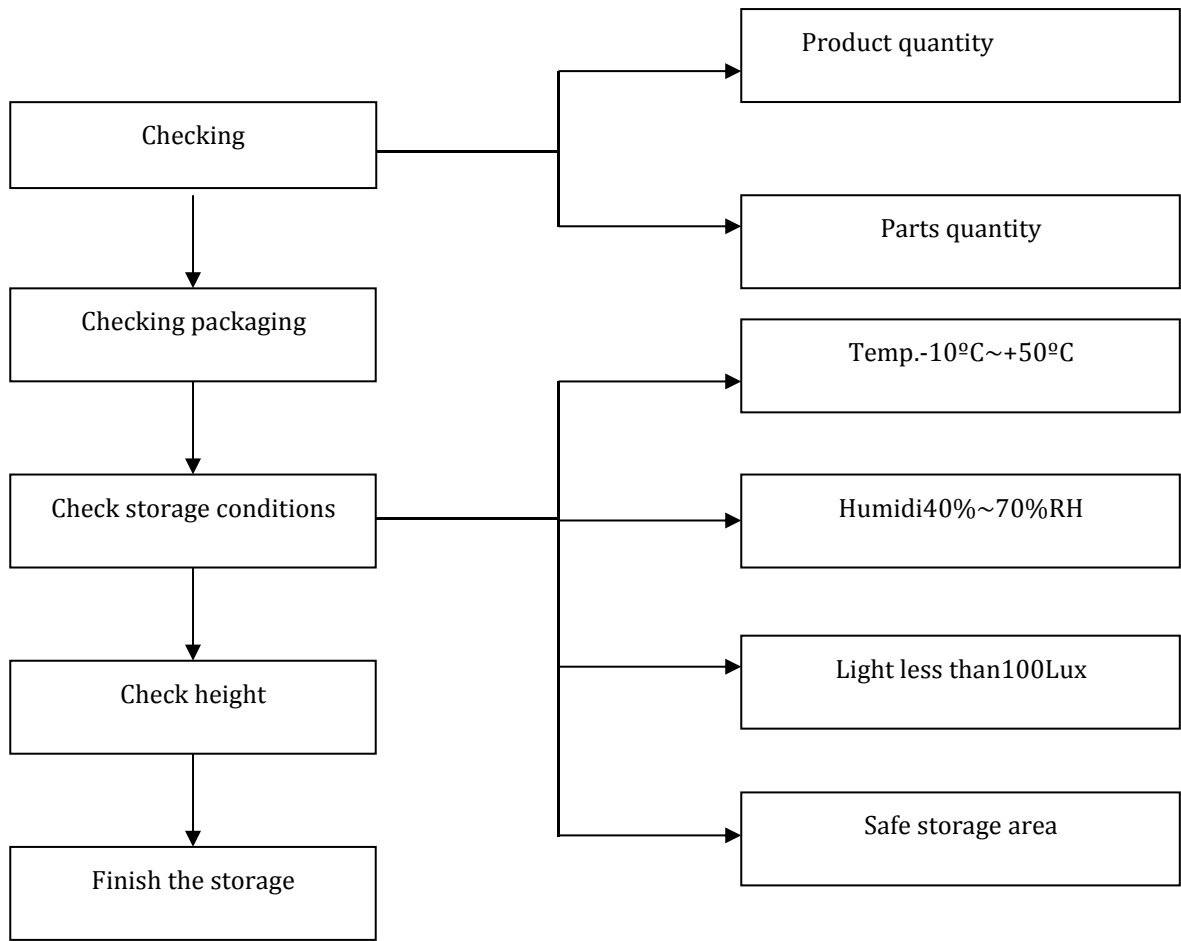 Product quantity
Checking
Parts quantity
Checking packaging
Temp.-10ºC~+50ºC
Check storage conditions
Humidi40%~70%RH
Check height
Light less than100Lux
Safe storage area
Finish the storage